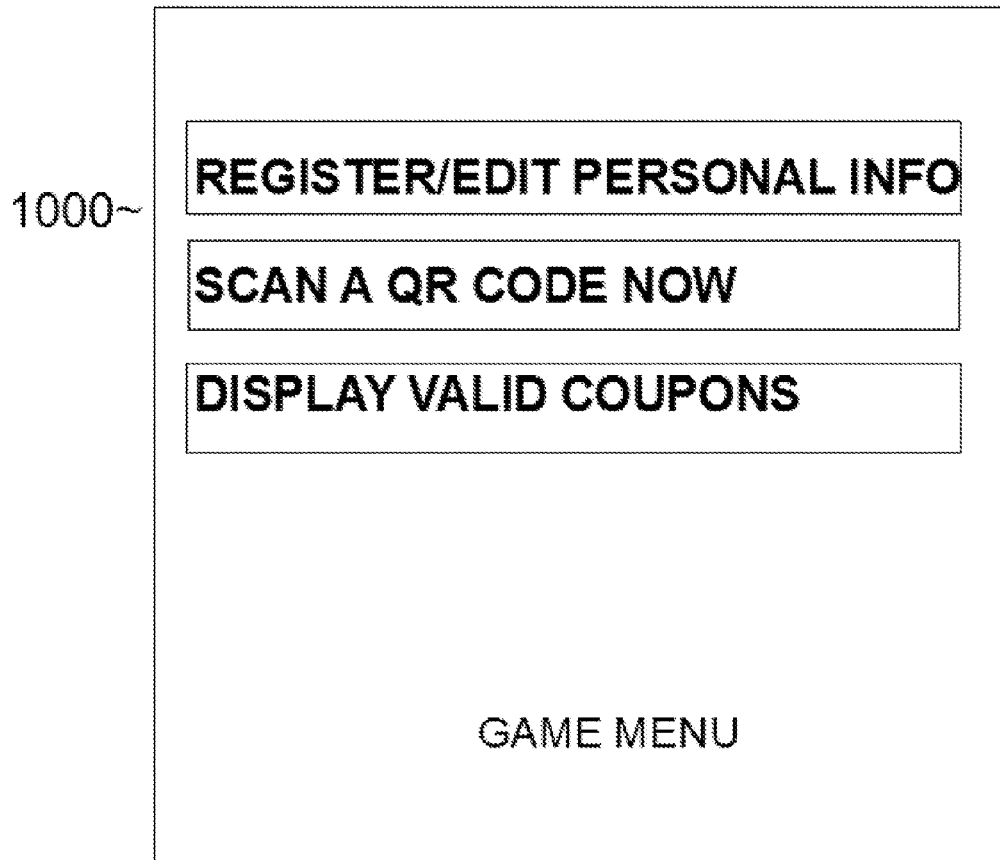 REGISTER/EDIT PERSONAL INFO
1000~
SCAN A QR CODE NOW
DISPLAY VALID COUPONS
GAME MENU